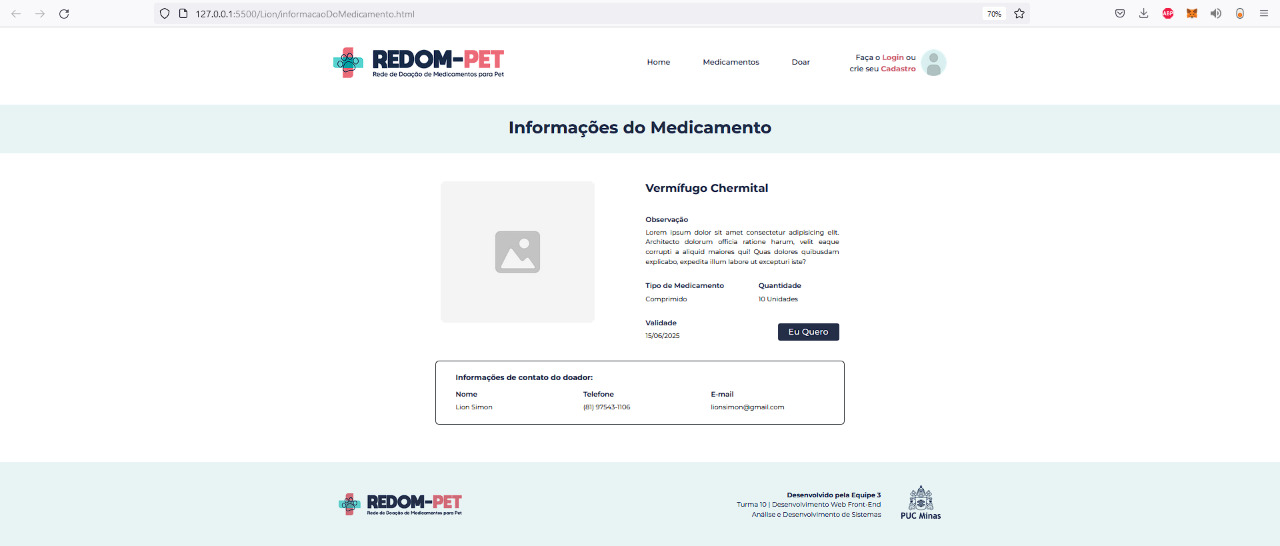 127.0.0.1:5500/Lion/informacaoDoMedicamento.html
70%
ABP
REDOM-PET
Rede de Doação de Medicamentos para Pet
Home
Medicamentos
Doar
Faça o Login ou
crie seu Cadastro
Informações do Medicamento
Vermífugo Chermital
Observação
Lorem ipsum dolor sit amet consectetur adipisicing elit.
Architecto dolorum officia ratione harum, velit eaque
corrupti a aliquid maiores qui! Quas dolores quibusdam
explicabo, expedita illum labore ut excepturi iste?
Tipo de Medicamento
Quantidade
Comprimido
10 Unidades
Validade
15/06/2025
Eu Quero
Informações de contato do doador:
Nome
Telefone
E-mail
Lion Simon
(81) 97543-1106
lionsimon@gmail.com
REDOM-PET
Rede de Doação de Medicamentos para Pet
Desenvolvido pela Equipe 3
Turma 10 | Desenvolvimento Web Front-End
Análise e Desenvolvimento de Sistemas
PUC Minas